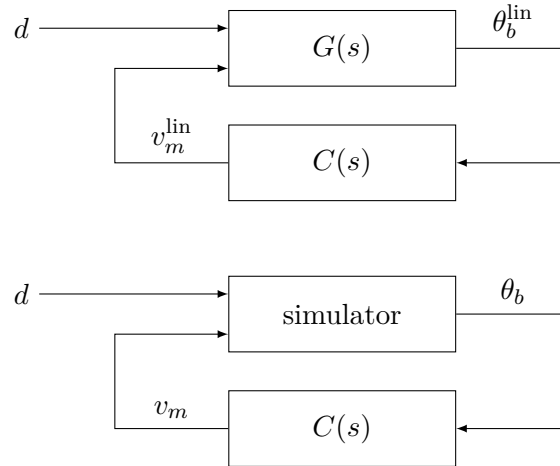 d
G(s)
θ_b^lin
v_m^lin
C(s)
d
simulator
θ_b
v_m
C(s)